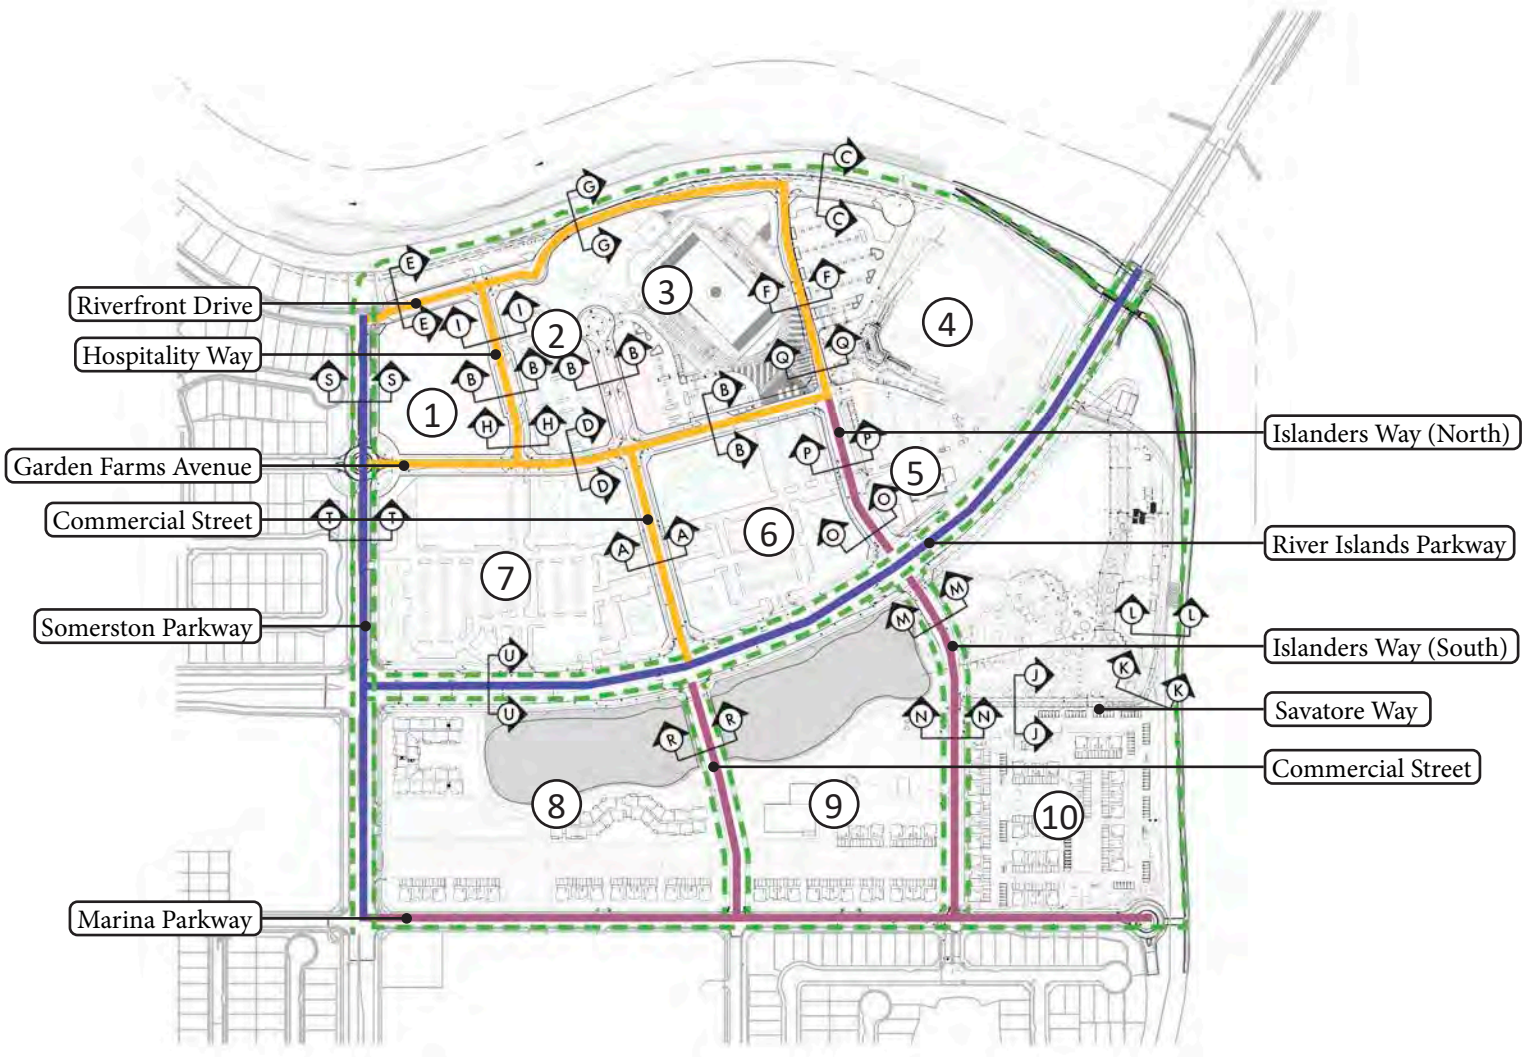 C
G
C
G
E
F
F
3
Riverfront Drive
E
I
I
2
4
Hospitality Way
Q
Q
B
B
B
B
S
S
B
1
H
H
D
P
P
Islanders Way (North)
B
Garden Farms Avenue
5
D
O
Commercial Street
T
T
A
A
6
O
River Islands Parkway
7
M
L
L
Somerston Parkway
M
Islanders Way (South)
U
K
J
K
U
R
N
N
Savatore Way
R
J
Commercial Street
8
9
10
Marina Parkway